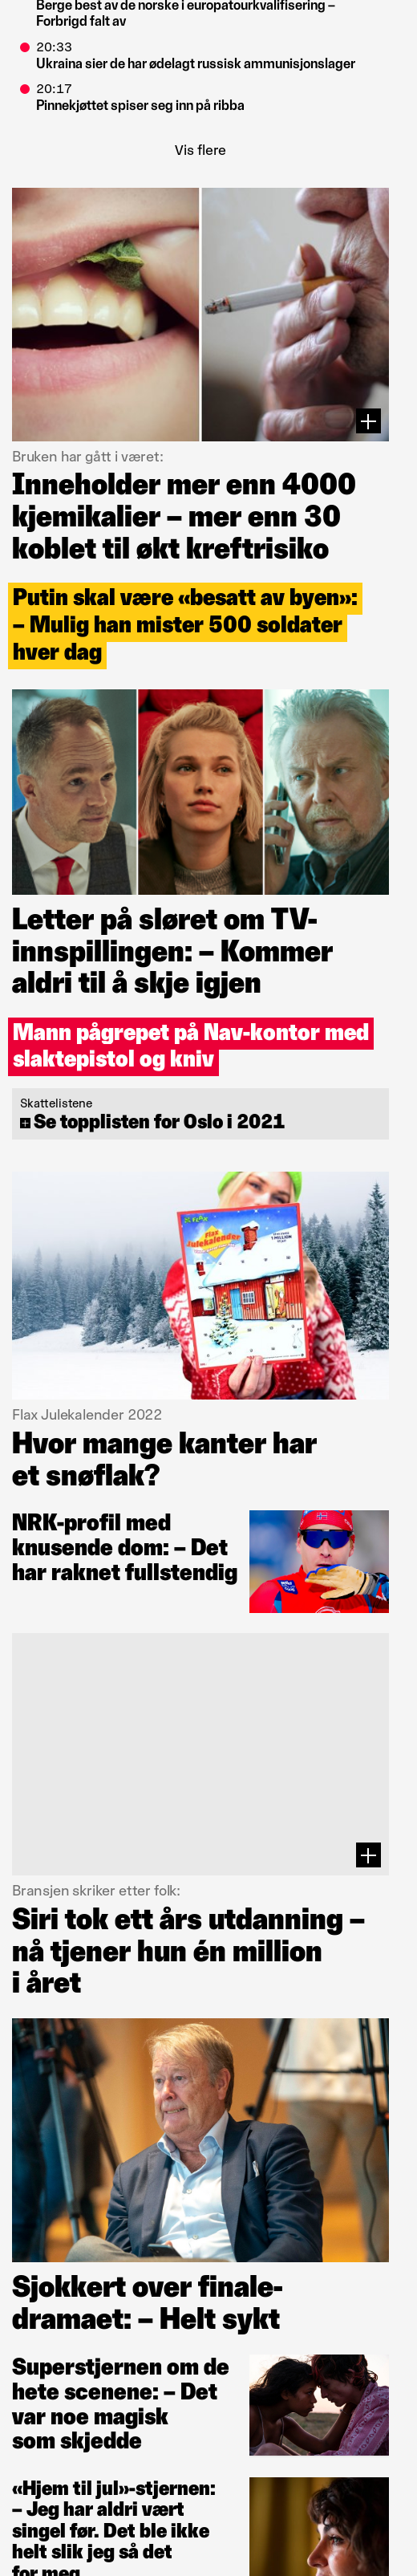 Berge best av de norske i europatourkvalifisering –
Forbrigd falt av
20:33
Ukraina sier de har ødelagt russisk ammunisjonslager
20:17
Pinnekjøttet spiser seg inn på ribba
Vis flere
Bruken har gått i været:
Inneholder mer enn 4000
kjemikalier – mer enn 30
koblet til økt kreftrisiko
Putin skal være «besatt av byen»:
– Mulig han mister 500 soldater
hver dag
Letter på sløret om TV-
innspillingen: – Kommer
aldri til å skje igjen
Mann pågrepet på Nav-kontor med
slaktepistol og kniv
Skattelistene
Se topplisten for Oslo i 2021
Flax
Julekalender
1 MILLION
Flax Julekalender 2022
Hvor mange kanter har
et snøflak?
NRK-profil med
knusende dom: – Det
har raknet fullstendig
Bransjen skriker etter folk:
Siri tok ett års utdanning –
nå tjener hun én million
i året
Sjokkert over finale-
dramaet: – Helt sykt
Superstjernen om de
hete scenene: – Det
var noe magisk
som skjedde
«Hjem til jul»-stjernen:
– Jeg har aldri vært
singel før. Det ble ikke
helt slik jeg så det
for meg